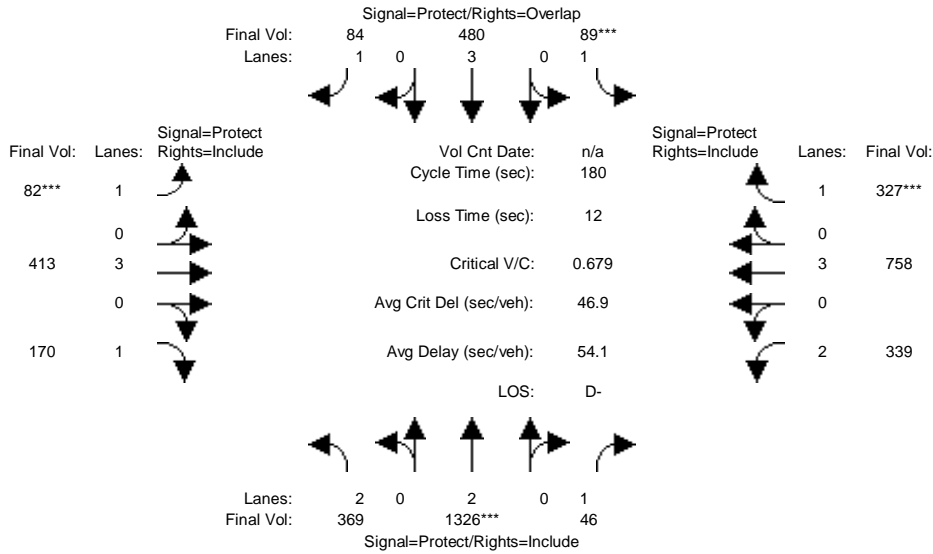 Signal=Protect/Rights=Overlap
Final Vol: 84 480 89***
Lanes: 1 0 3 0 1
Signal=Protect Signal=Protect
Final Vol: Lanes: Rights=Include Vol Cnt Date: n/a Rights=Include Lanes: Final Vol:
Cycle Time (sec): 180
82*** 1 1 327***
Loss Time (sec): 12
0 0
413 3 Critical V/C: 0.679 3 758
0 Avg Crit Del (sec/veh): 46.9 0
170 1 Avg Delay (sec/veh): 54.1 2 339
LOS: D-
Lanes: 2 0 2 0 1
Final Vol: 369 1326*** 46
Signal=Protect/Rights=Include